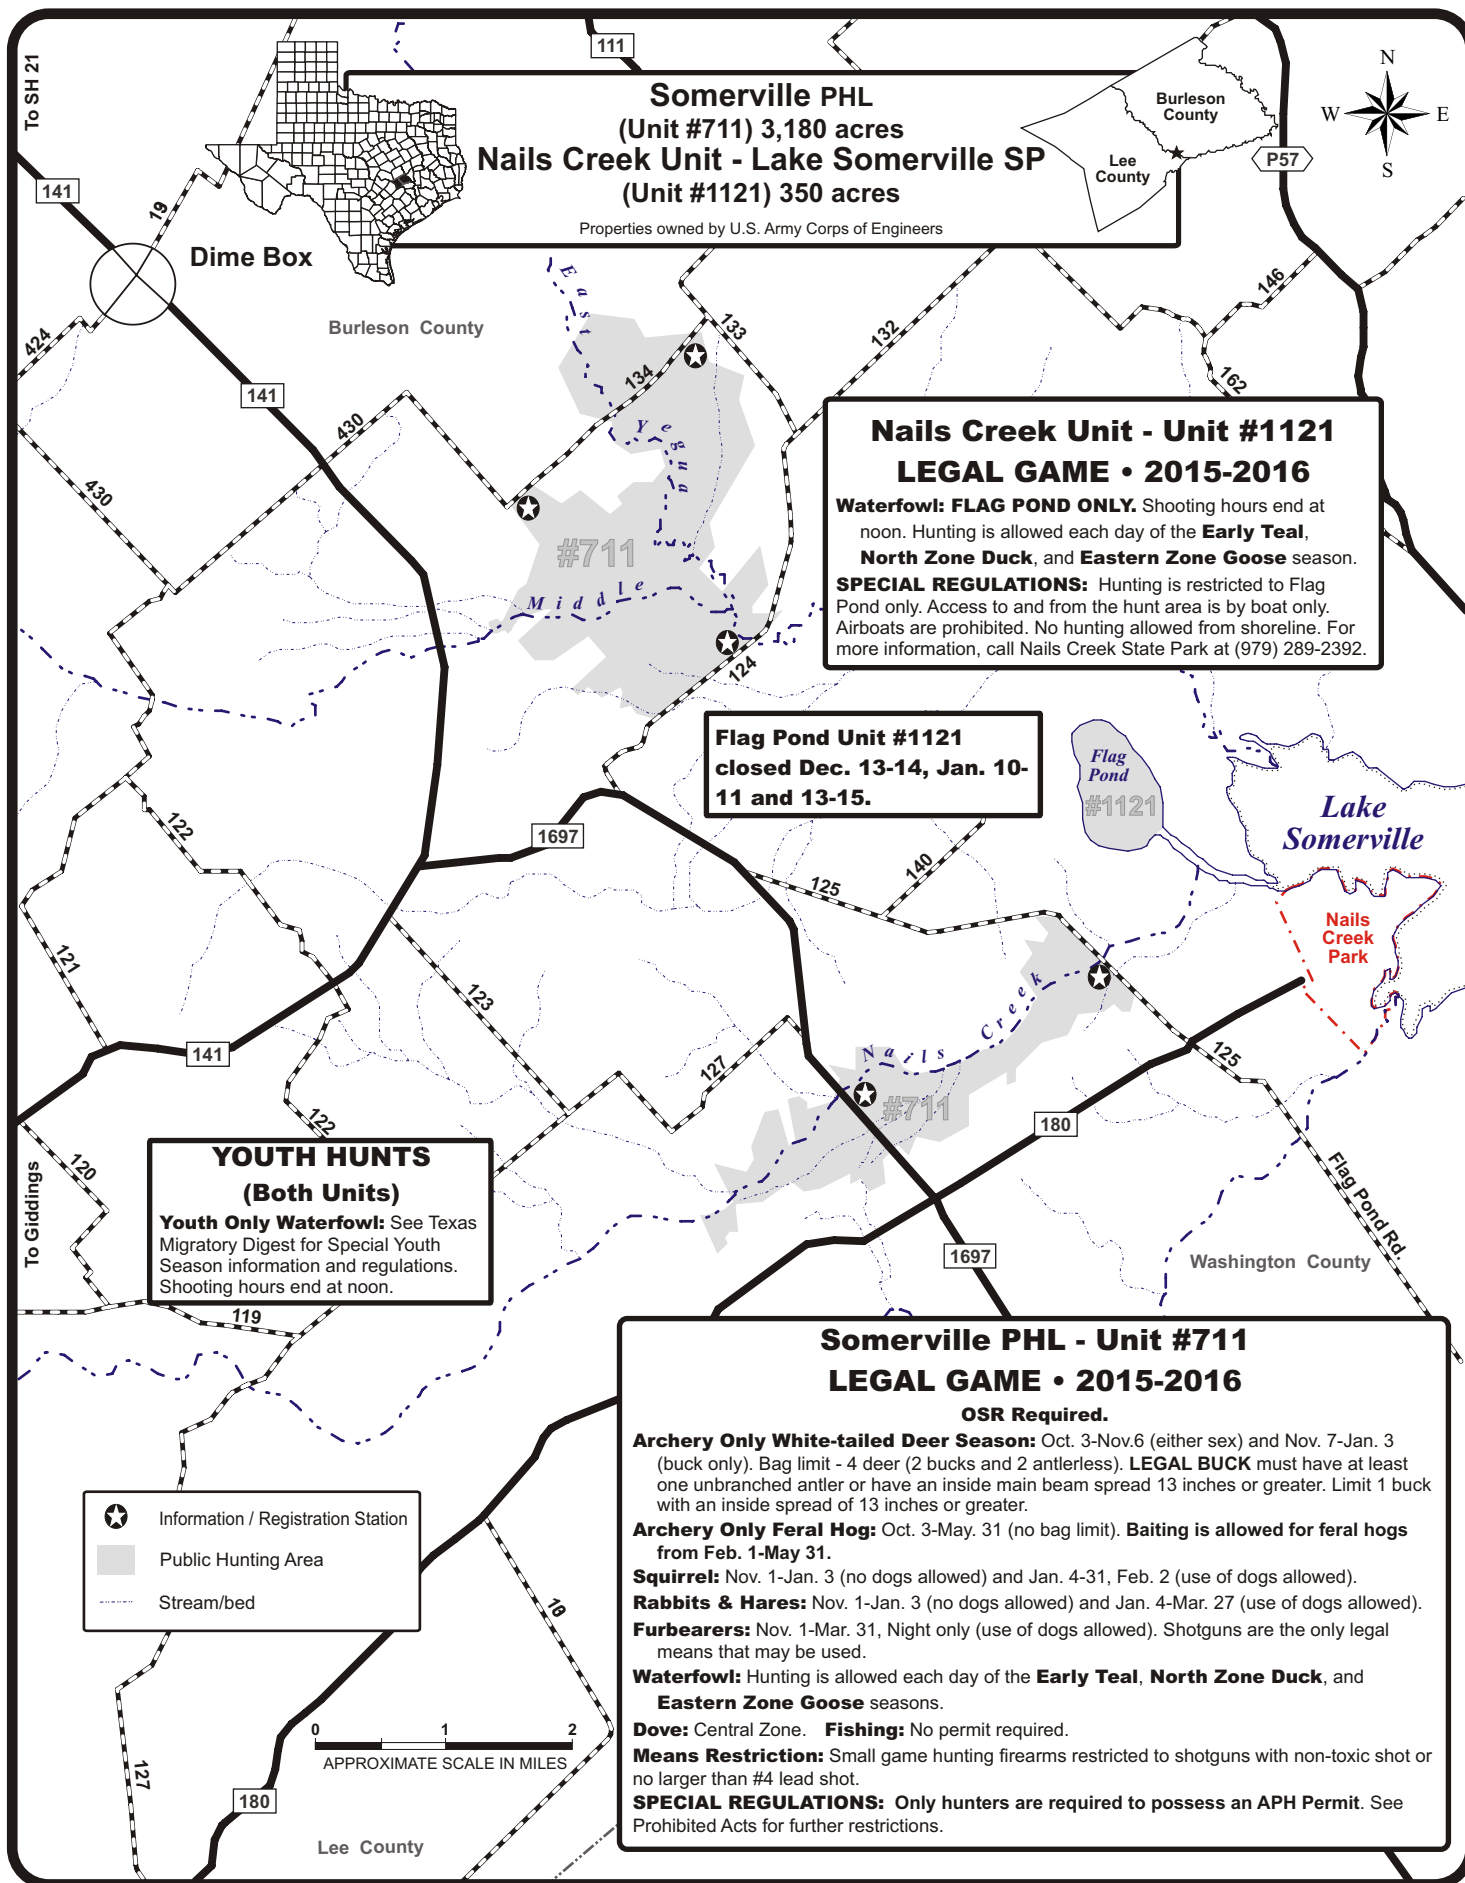 To SH 21
111
Somerville PHL
(Unit #711) 3,180 acres
Nails Creek Unit - Lake Somerville SP
(Unit #1121) 350 acres
Properties owned by U.S. Army Corps of Engineers
Burleson
County
Lee
County
P57
N
W
E
S
141
19
Dime Box
424
Burleson County
East
Yegua
133
134
132
146
162
141
430
430
#711
Middle
124
Nails Creek Unit - Unit #1121
LEGAL GAME • 2015-2016
Waterfowl: FLAG POND ONLY. Shooting hours end at
noon. Hunting is allowed each day of the Early Teal,
North Zone Duck, and Eastern Zone Goose season.
SPECIAL REGULATIONS: Hunting is restricted to Flag
Pond only. Access to and from the hunt area is by boat only.
Airboats are prohibited. No hunting allowed from shoreline. For
more information, call Nails Creek State Park at (979) 289-2392.
Flag Pond Unit #1121
closed Dec. 13-14, Jan. 10-
11 and 13-15.
Flag
Pond
#1121
Lake
Somerville
Nails
Creek
Park
122
1697
125
140
121
123
141
127
122
Nails Creek
#711
180
125
Flag Pond Rd.
Washington County
1697
120
To Giddings
YOUTH HUNTS
(Both Units)
Youth Only Waterfowl: See Texas
Migratory Digest for Special Youth
Season information and regulations.
Shooting hours end at noon.
119
Somerville PHL - Unit #711
LEGAL GAME • 2015-2016
OSR Required.
Archery Only White-tailed Deer Season: Oct. 3-Nov.6 (either sex) and Nov. 7-Jan. 3
(buck only). Bag limit - 4 deer (2 bucks and 2 antlerless). LEGAL BUCK must have at least
one unbranched antler or have an inside main beam spread 13 inches or greater. Limit 1 buck
with an inside spread of 13 inches or greater.
Archery Only Feral Hog: Oct. 3-May. 31 (no bag limit). Baiting is allowed for feral hogs
from Feb. 1-May 31.
Squirrel: Nov. 1-Jan. 3 (no dogs allowed) and Jan. 4-31, Feb. 2 (use of dogs allowed).
Rabbits & Hares: Nov. 1-Jan. 3 (no dogs allowed) and Jan. 4-Mar. 27 (use of dogs allowed).
Furbearers: Nov. 1-Mar. 31, Night only (use of dogs allowed). Shotguns are the only legal
means that may be used.
Waterfowl: Hunting is allowed each day of the Early Teal, North Zone Duck, and
Eastern Zone Goose seasons.
Dove: Central Zone. Fishing: No permit required.
Means Restriction: Small game hunting firearms restricted to shotguns with non-toxic shot or
no larger than #4 lead shot.
SPECIAL REGULATIONS: Only hunters are required to possess an APH Permit. See
Prohibited Acts for further restrictions.
Information / Registration Station
Public Hunting Area
Stream/bed
0 1 2
APPROXIMATE SCALE IN MILES
127
180
Lee County